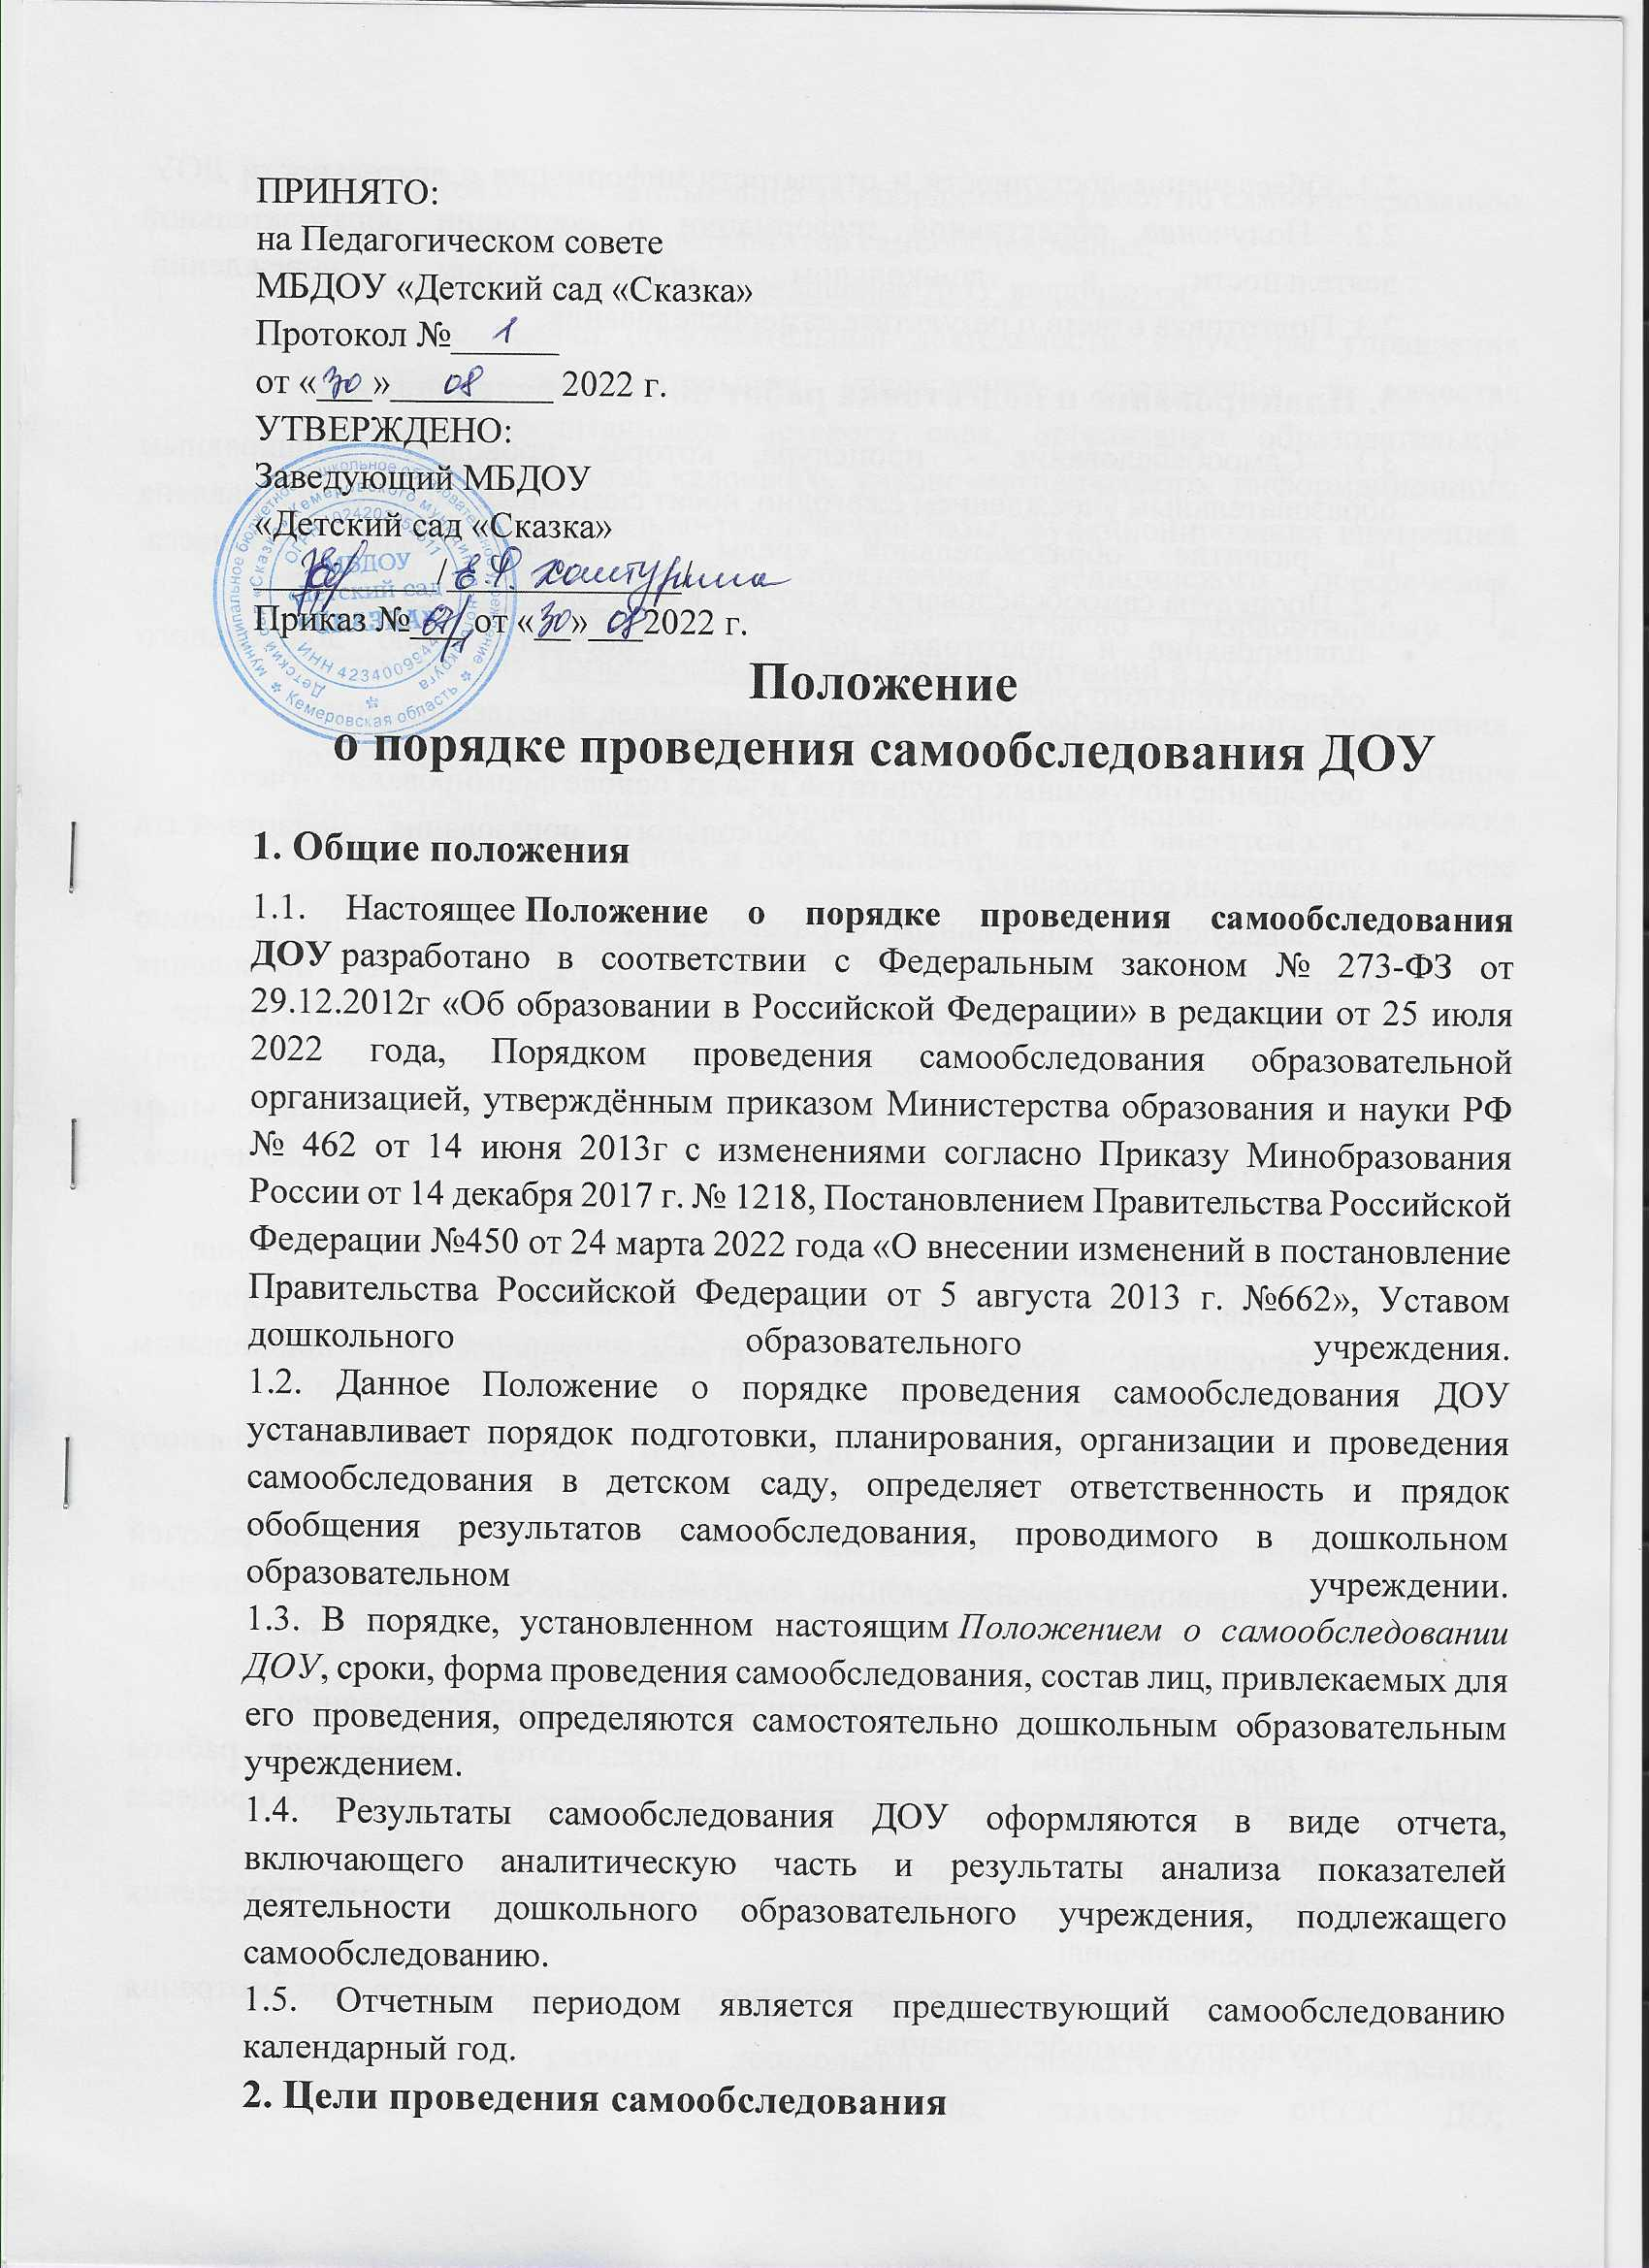 ПРИНЯТО:
на Педагогическом совете
МБДОУ «Детский сад «Сказка»
Протокол № 1
от «30» 08 2022 г.
УТВЕРЖДЕНО:
Заведующий МБДОУ
«Детский сад «Сказка»
/ Е.Ф.
Приказ № от «30» 08 2022 г.
МБДОУ
Детский сад
ИНН 4234009944
Кемеровская область
Положение
о порядке проведения самообследования ДОУ
1. Общие положения
1.1. Настоящее Положение о порядке проведения самообследования
ДОУ разработано в соответствии с Федеральным законом № 273-ФЗ от
29.12.2012г «Об образовании в Российской Федерации» в редакции от 25 июля
2022 года, Порядком проведения самообследования образовательной
организацией, утверждённым приказом Министерства образования и науки РФ
№ 462 от 14 июня 2013г с изменениями согласно Приказу Минобразования
России от 14 декабря 2017 г. № 1218, Постановлением Правительства Российской
Федерации №450 от 24 марта 2022 года «О внесении изменений в постановление
Правительства Российской Федерации от 5 августа 2013 г. №662», Уставом
дошкольного образовательного учреждения.
1.2. Данное Положение о порядке проведения самообследования ДОУ
устанавливает порядок подготовки, планирования, организации и проведения
самообследования в детском саду, определяет ответственность и прядок
обобщения результатов самообследования, проводимого в дошкольном
образовательном учреждении.
1.3. В порядке, установленном настоящим Положением о самообследовании
ДОУ, сроки, форма проведения самообследования, состав лиц, привлекаемых для
его проведения, определяются самостоятельно дошкольным образовательным
учреждением.
1.4. Результаты самообследования ДОУ оформляются в виде отчета,
включающего аналитическую часть и результаты анализа показателей
деятельности дошкольного образовательного учреждения, подлежащего
самообследованию.
1.5. Отчетным периодом является предшествующий самообследованию
календарный год.
2. Цели проведения самообследования